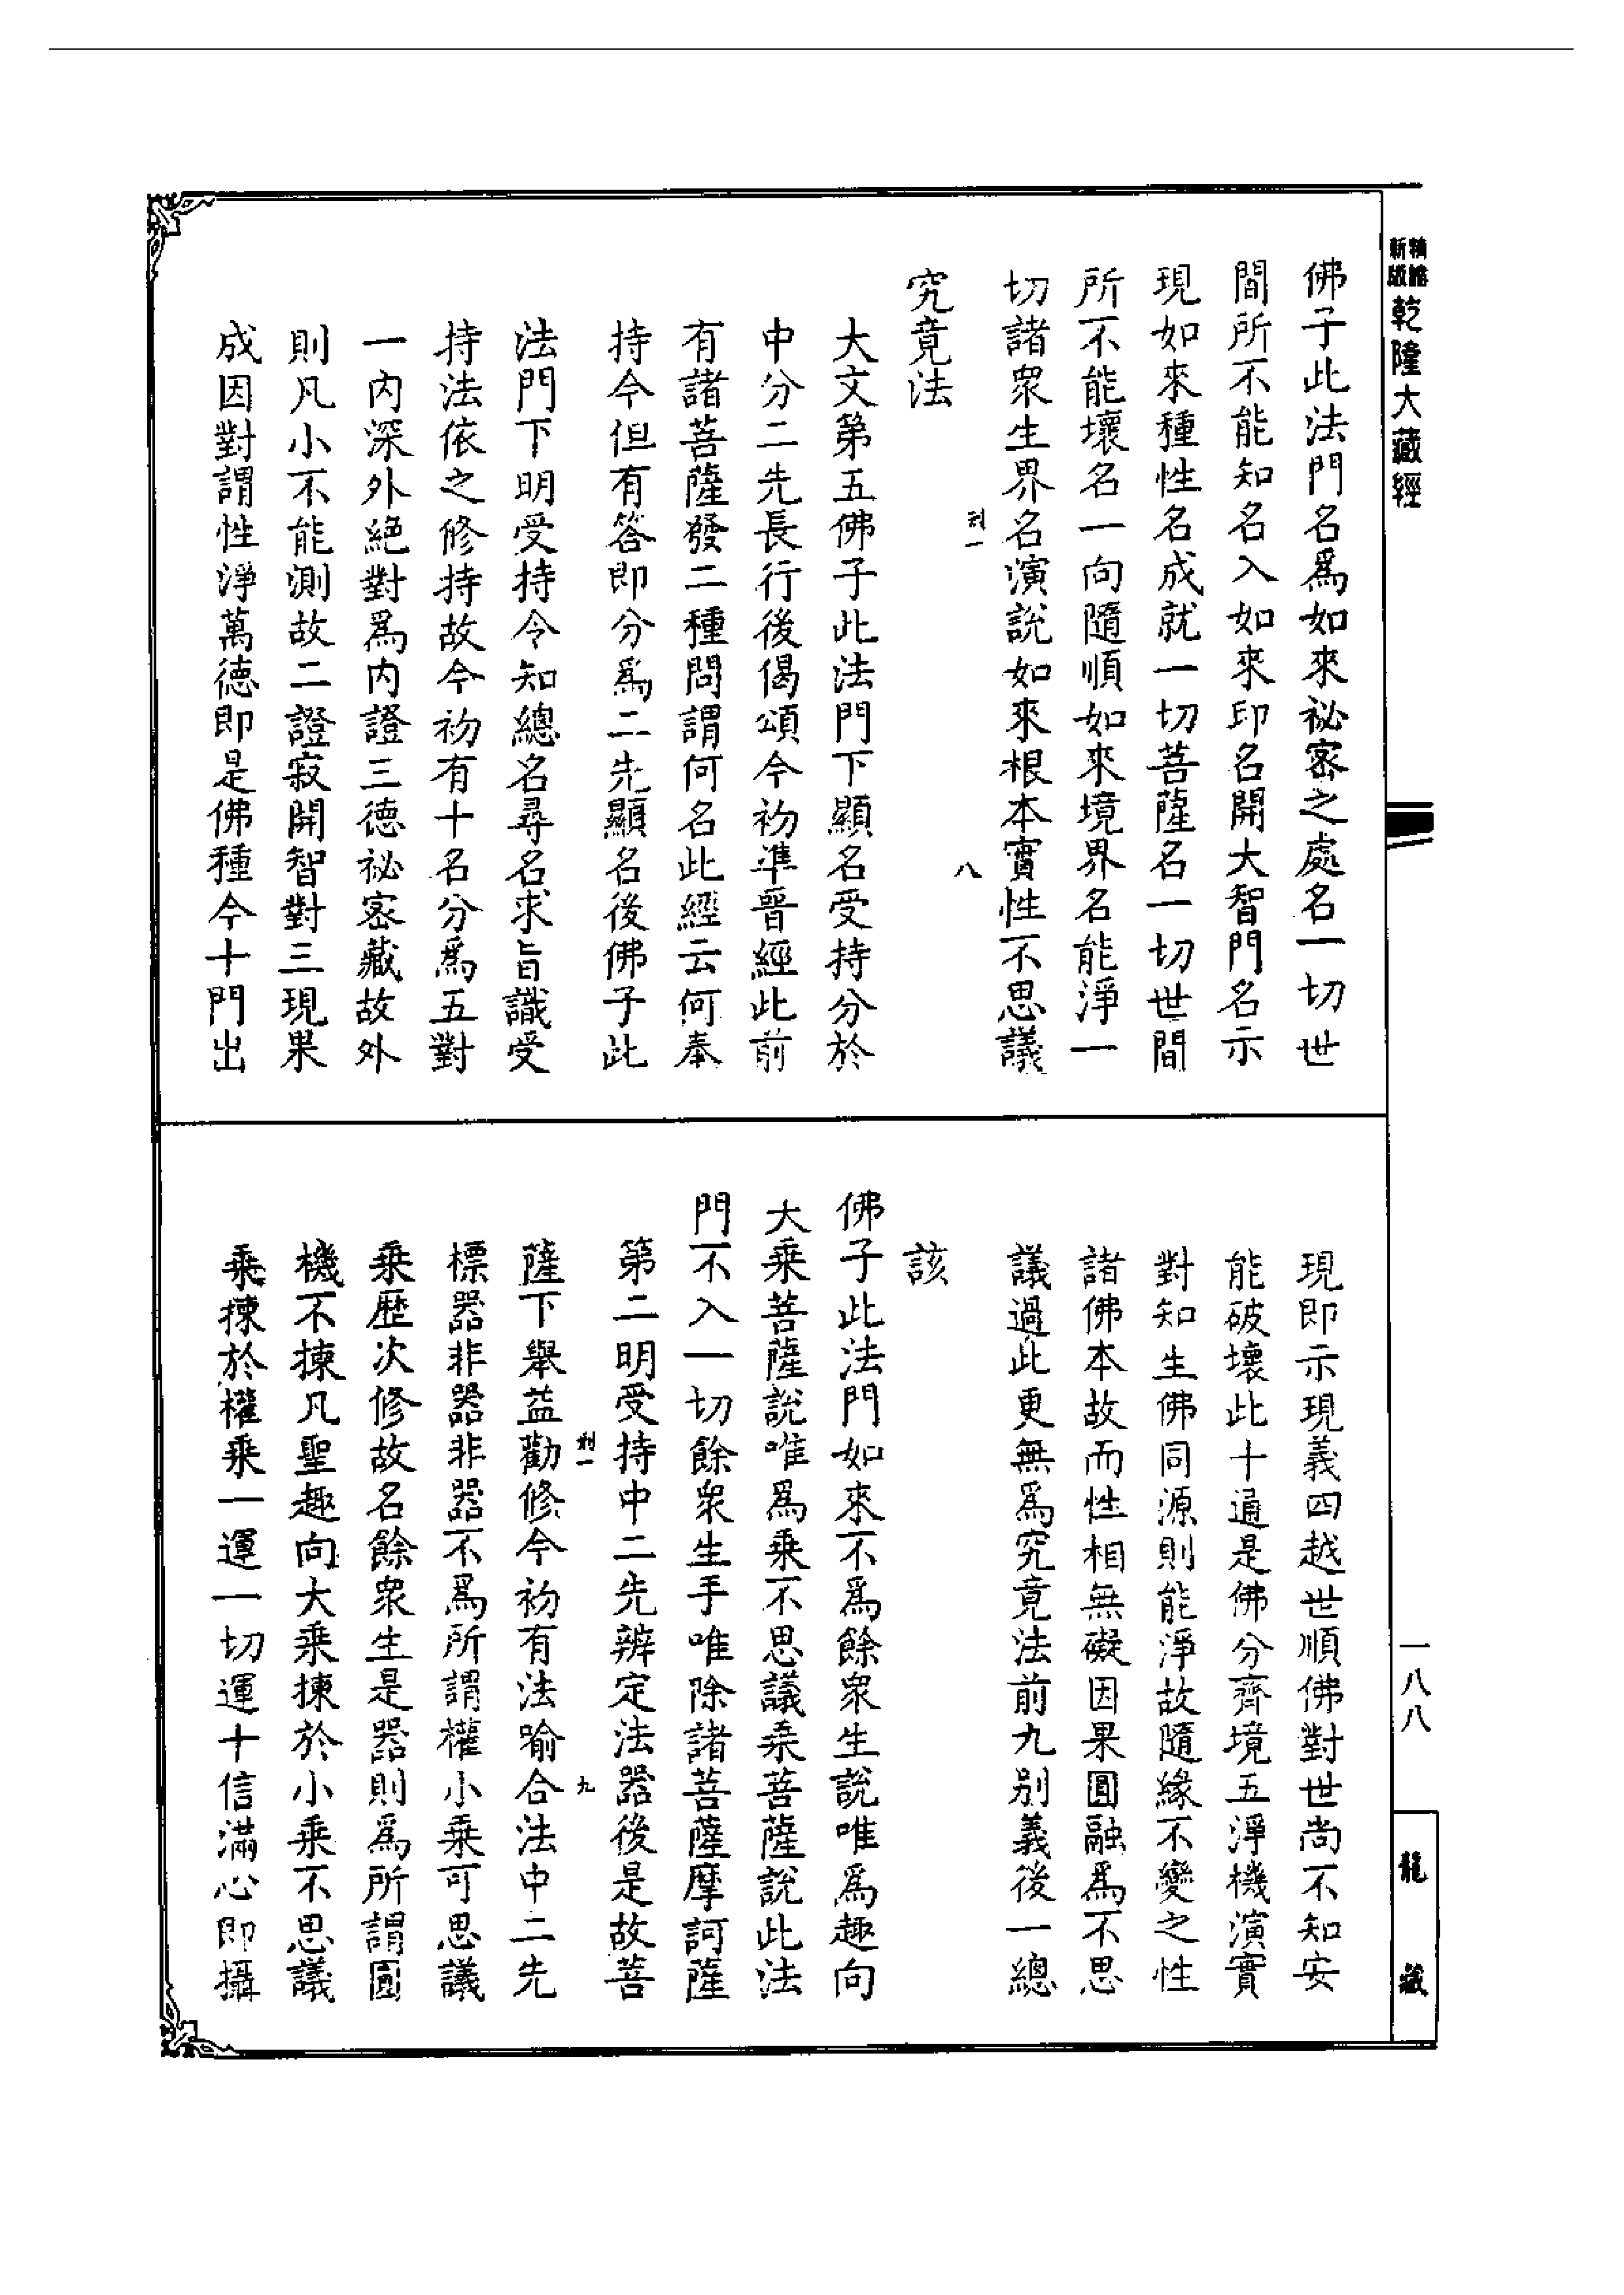 精縮新版
乾隆大藏經
佛子此法門名爲如來祕密之處名一切世
間所不能知名入如來印名開大智門名示
現如來種性名成就一切菩薩名一切世間
所不能壞名一向隨順如來境界名能淨一
切諸衆生界名演說如來根本實性不思議
究竟法
大文第五佛子此法門下顯名受持分於
中分二先長行後偈頌今初準晉經此前
有諸菩薩發二種問謂何名此經云何奉
持今但有答即分爲二先顯名後佛子此
法門下明受持令知總名尋名求旨識受
持法依之修持故今初有十名分爲五對
一內深外絕對爲內證三德祕密藏故外
則凡小不能測故二證寂開智對三現果
成因對謂性淨萬德即是佛種今十門出
現即示現義四越世順佛對世尚不知安
能破壞此十通是佛分齊境五淨機演實
對知生佛同源則能淨故隨緣不變之性
諸佛本故而性相無礙因果圓融爲不思
議過此更無爲究竟法前九別義後一總
該
佛子此法門如來不爲餘衆生說唯爲趣向
大乘菩薩說唯爲乘不思議乘菩薩說此法
門不入一切餘衆生手唯除諸菩薩摩訶薩
第二明受持中二先辨定法器後是故菩
薩下舉益勸修今初有法喻合法中二先
標器非器非器不爲所謂權小乘可思議
乘歷次修故名餘衆生是器則爲所謂圓
機不揀凡聖趣向大乘揀於小乘不思議
乘揀於權乘一運一切運十信滿心即攝
一八八
龍藏